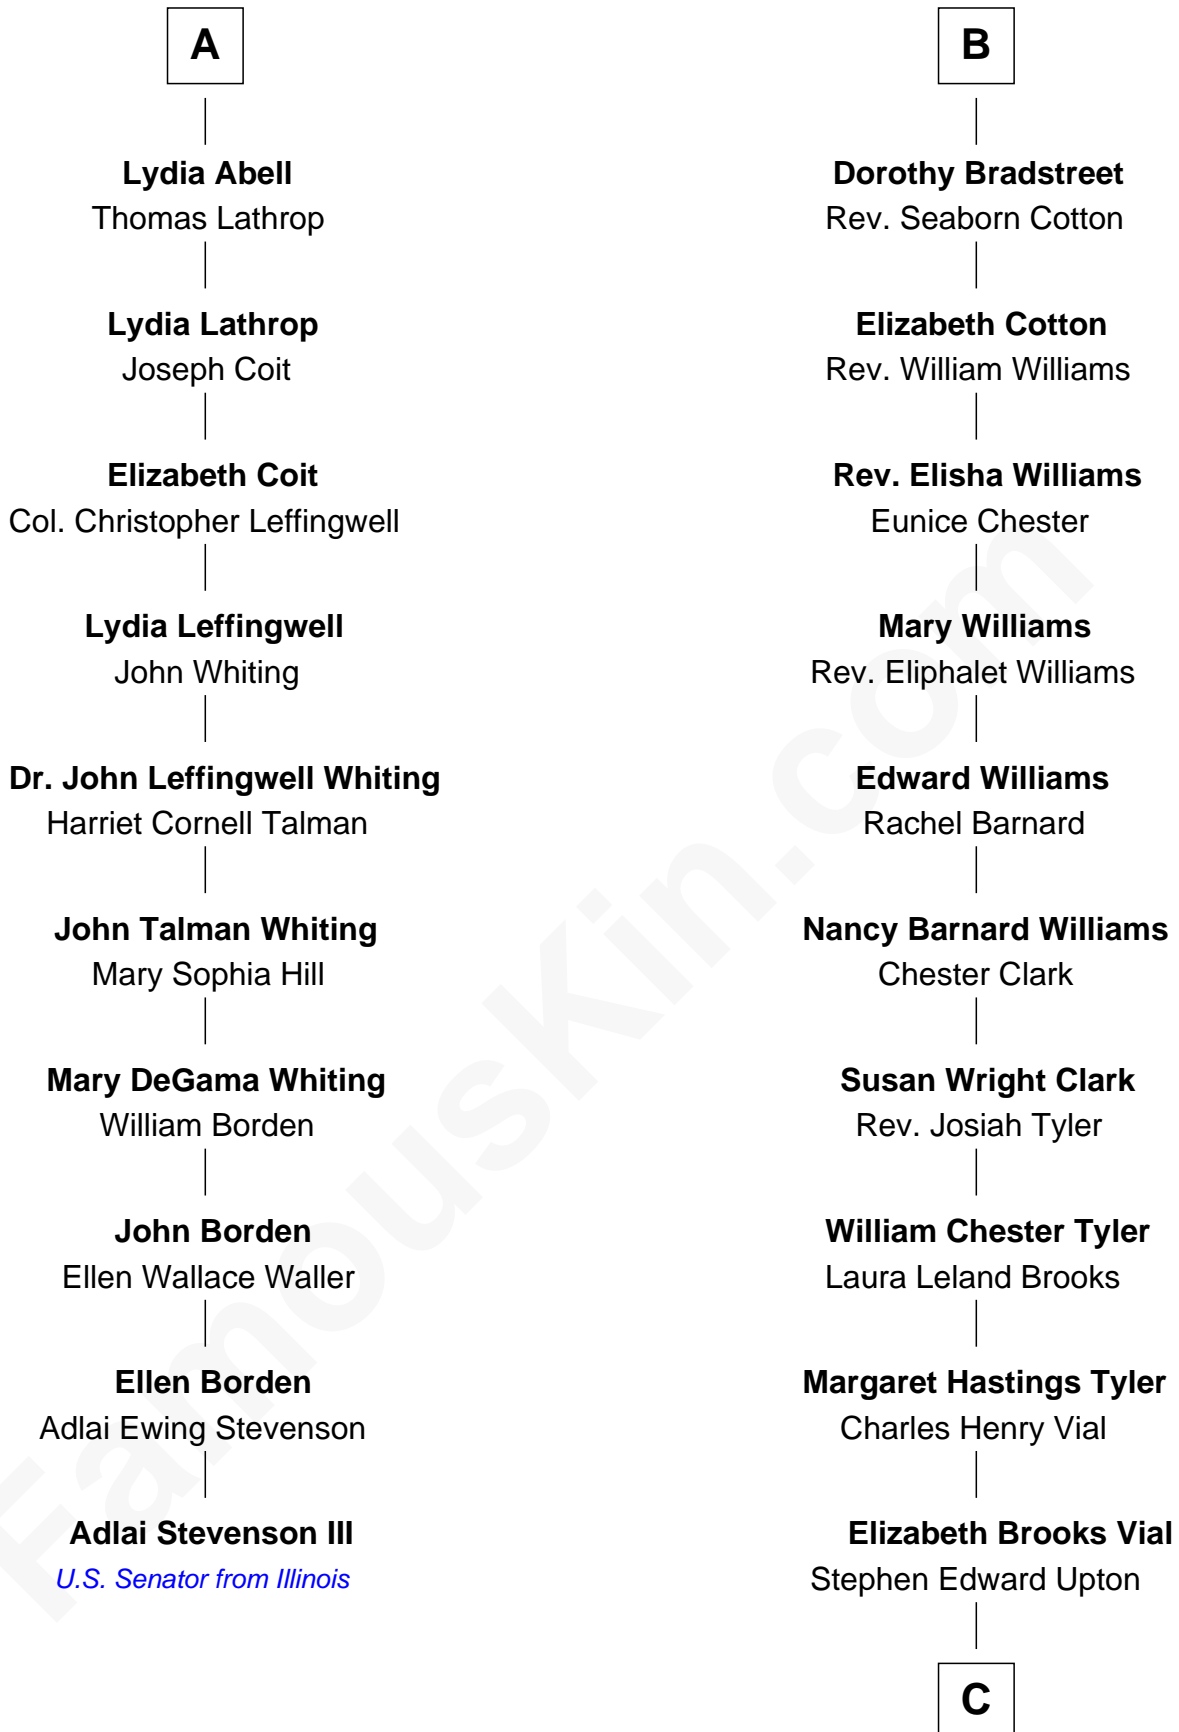 A
Lydia Abell
Thomas Lathrop
Lydia Lathrop
Joseph Coit
Elizabeth Coit
Col. Christopher Leffingwell
Lydia Leffingwell
John Whiting
Dr. John Leffingwell Whiting
Harriet Cornell Talman
John Talman Whiting
Mary Sophia Hill
Mary DeGama Whiting
William Borden
John Borden
Ellen Wallace Waller
Ellen Borden
Adlai Ewing Stevenson
Adlai Stevenson III
U.S. Senator from Illinois
B
Dorothy Bradstreet
Rev. Seaborn Cotton
Elizabeth Cotton
Rev. William Williams
Rev. Elisha Williams
Eunice Chester
Mary Williams
Rev. Eliphalet Williams
Edward Williams
Rachel Barnard
Nancy Barnard Williams
Chester Clark
Susan Wright Clark
Rev. Josiah Tyler
William Chester Tyler
Laura Leland Brooks
Margaret Hastings Tyler
Charles Henry Vial
Elizabeth Brooks Vial
Stephen Edward Upton
C
FamousKin.com